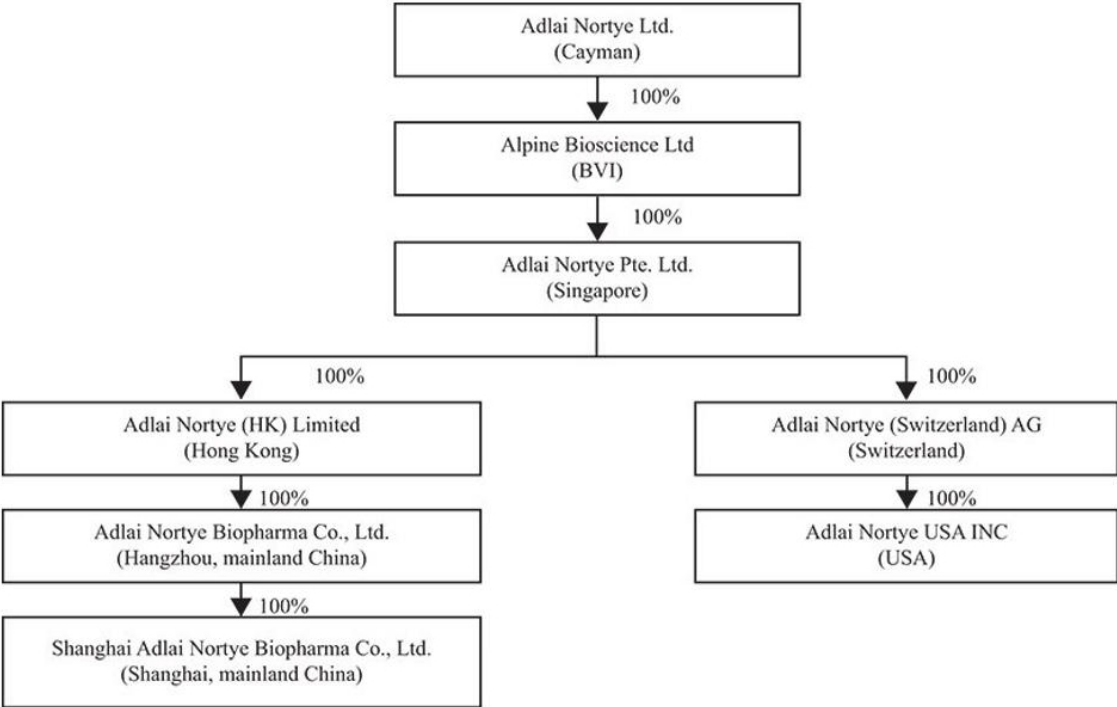 Adlai Nortye Ltd.
(Cayman)
100%
Alpine Bioscience Ltd
(BVI)
100%
Adlai Nortye Pte. Ltd.
(Singapore)
100%
100%
Adlai Nortye (HK) Limited
(Hong Kong)
Adlai Nortye (Switzerland) AG
(Switzerland)
100%
100%
Adlai Nortye Biopharma Co., Ltd.
(Hangzhou, mainland China)
Adlai Nortye USA INC
(USA)
100%
Shanghai Adlai Nortye Biopharma Co., Ltd.
(Shanghai, mainland China)